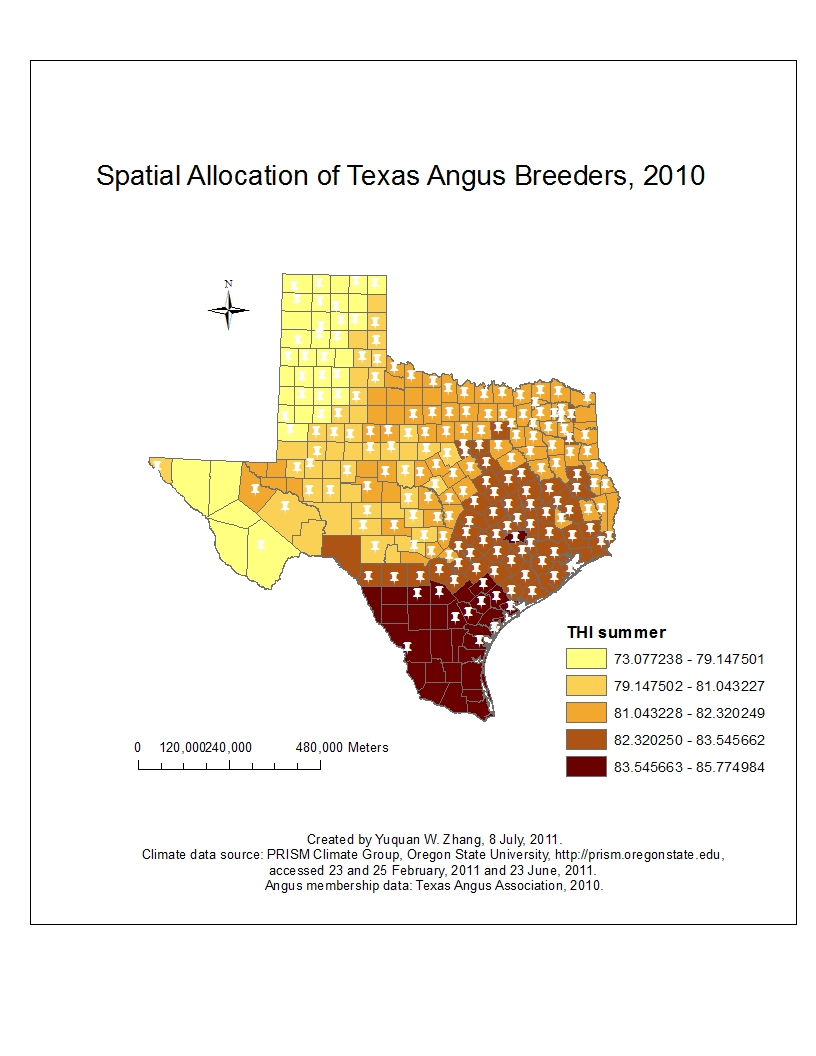 Spatial Allocation of Texas Angus Breeders, 2010
N
THI summer
73.077238 - 79.147501
79.147502 - 81.043227
81.043228 - 82.320249
82.320250 - 83.545662
83.545663 - 85.774984
0 120,000240,000 480,000 Meters
Created by Yuquan W. Zhang, 8 July, 2011.
Climate data source: PRISM Climate Group, Oregon State University, http://prism.oregonstate.edu,
accessed 23 and 25 February, 2011 and 23 June, 2011.
Angus membership data: Texas Angus Association, 2010.